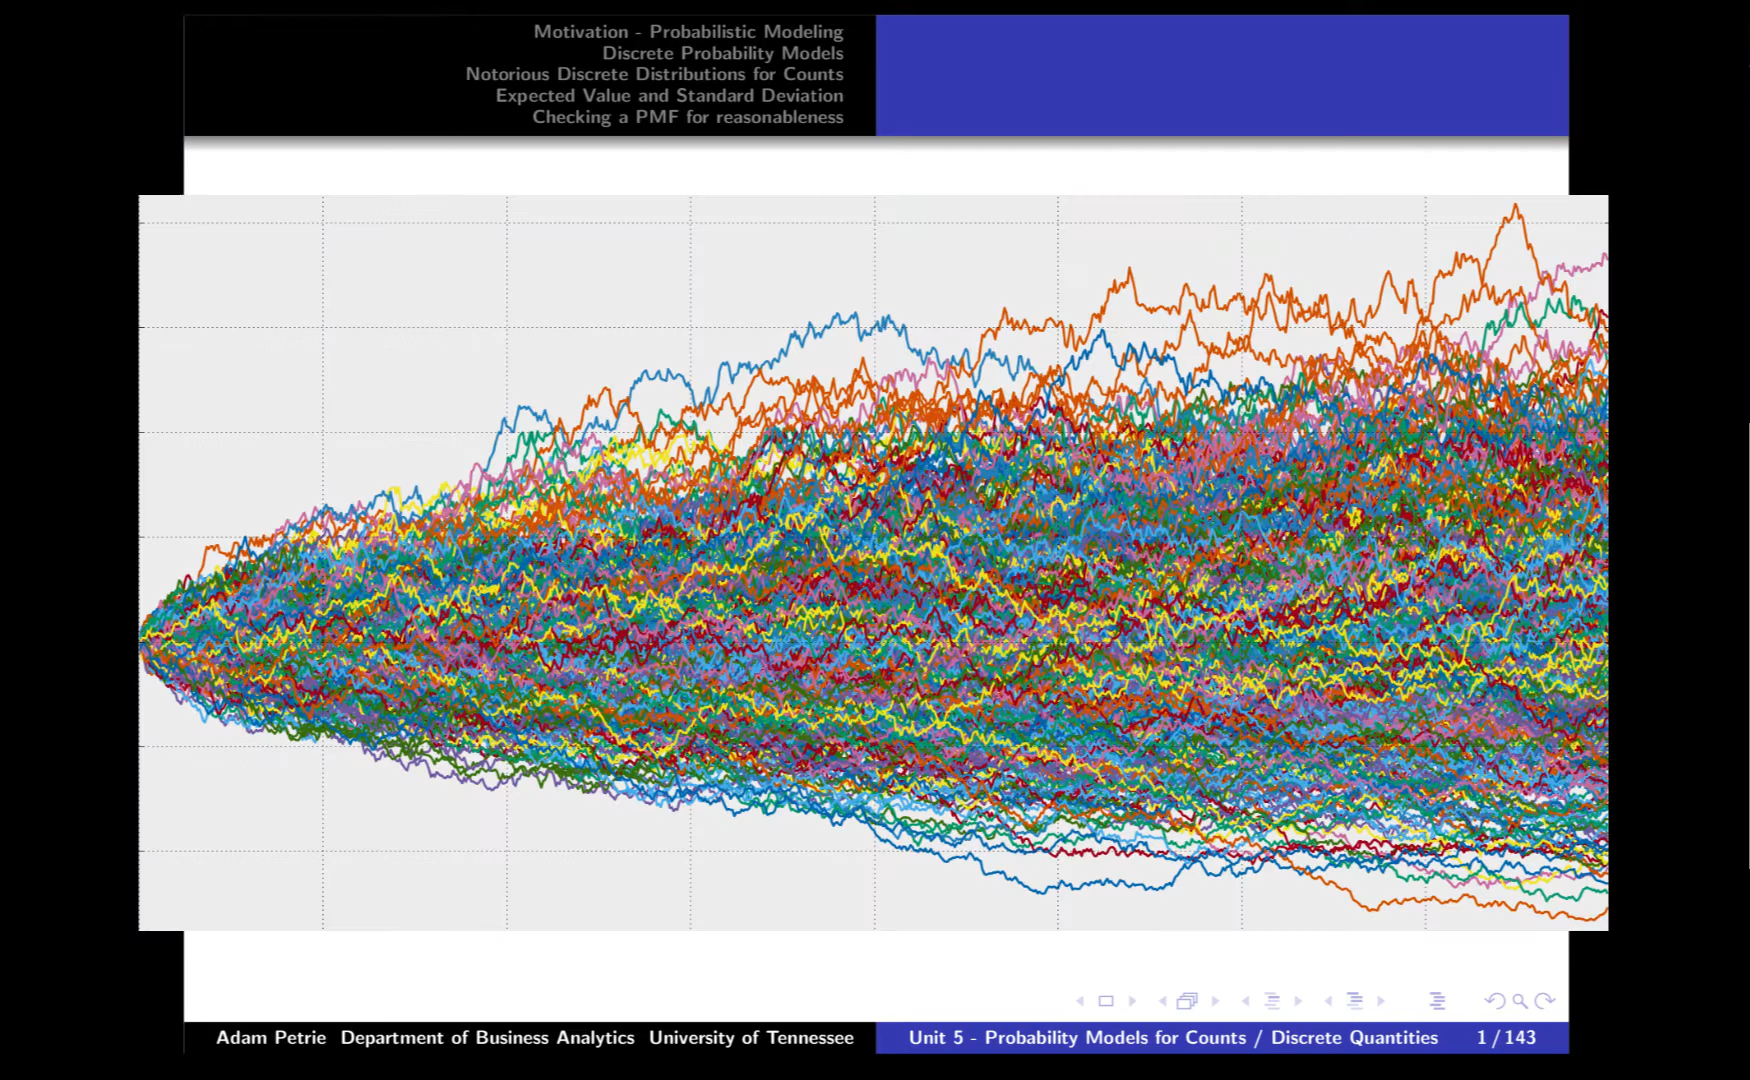 Motivation - Probabilistic Modeling
Discrete Probability Models
Notorious Discrete Distributions for Counts
Expected Value and Standard Deviation
Checking a PMF for reasonableness
Adam Petrie Department of Business Analytics University of Tennessee
Unit 5 - Probability Models for Counts / Discrete Quantities 1 / 143